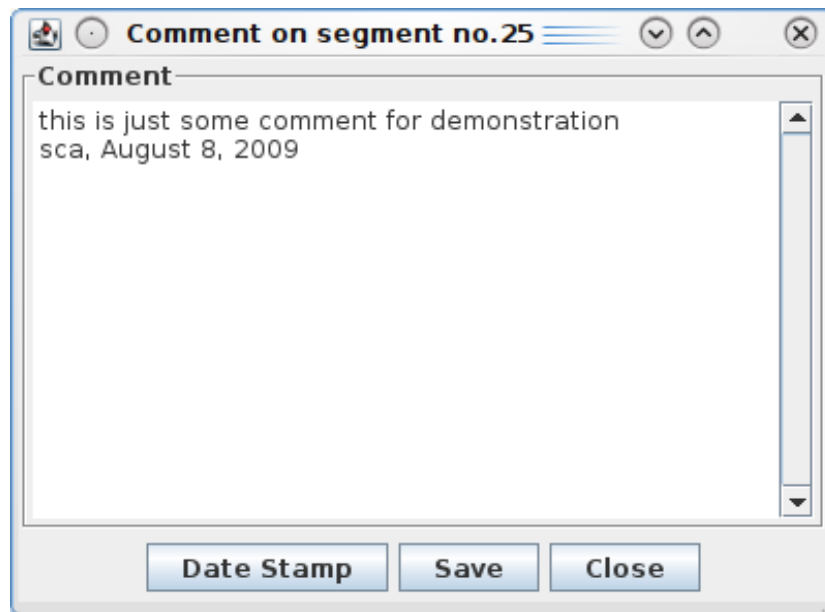 Comment on segment no.25
Comment
this is just some comment for demonstration
sca, August 8, 2009
Date Stamp Save Close